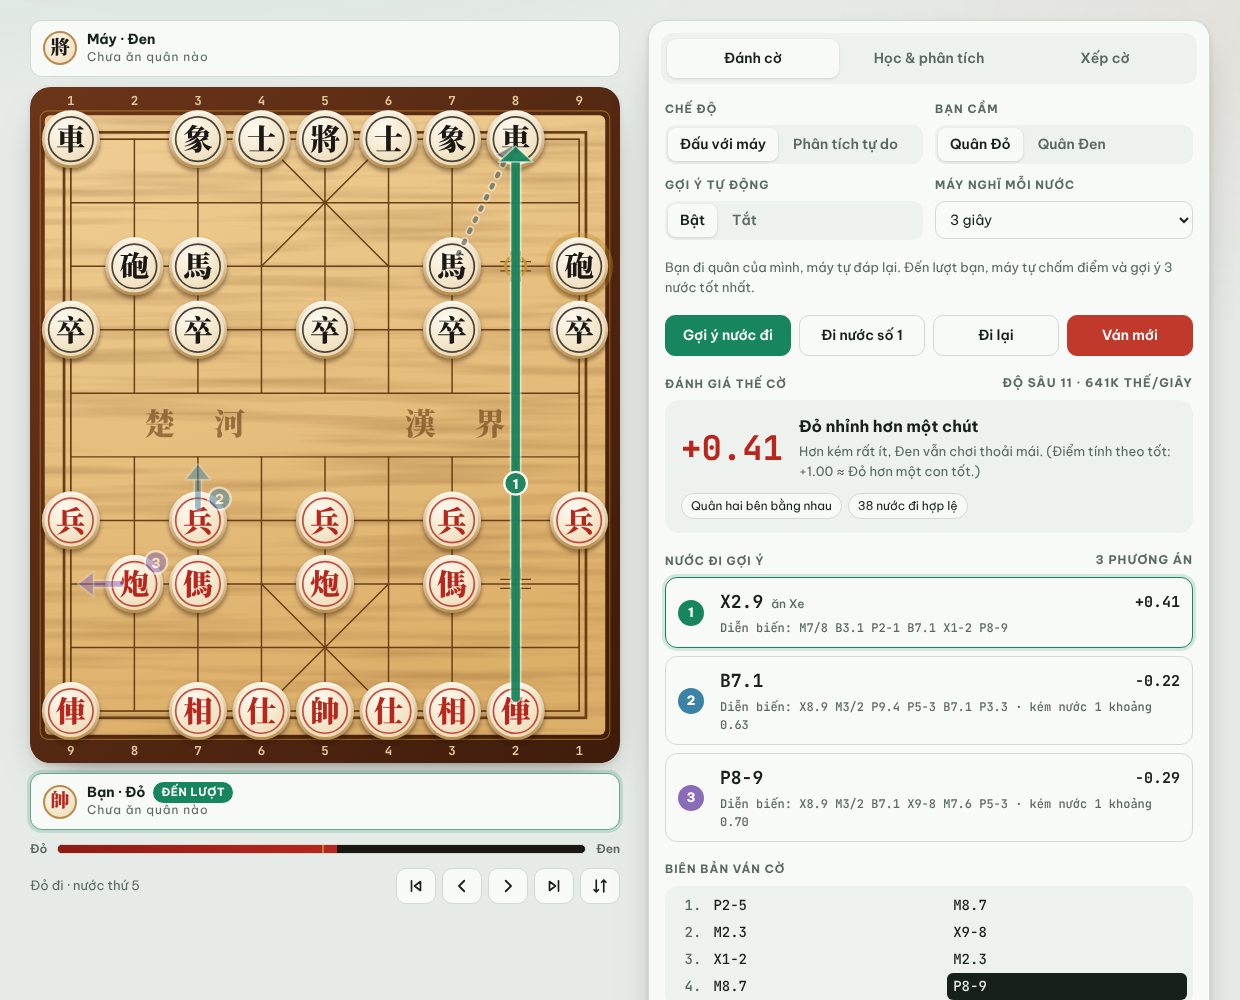 將 Máy · Đen
Chưa ăn quân nào
1 2 3 4 5 6 7 8 9
車 象 士 將 士 象 車
砲 馬 馬 砲
卒 卒 卒 卒 卒
楚 河 漢 界
1
2
兵 兵 兵 兵 兵
3
炮 傌 炮 傌
俥 相 仕 帥 仕 相 俥
9 8 7 6 5 4 3 2 1
帥 Bạn · Đỏ ĐẾN LƯỢT
Chưa ăn quân nào
Đỏ Đen
Đỏ đi · nước thứ 5
Đánh cờ Học & phân tích Xếp cờ
CHẾ ĐỘ BẠN CẦM
Đấu với máy Phân tích tự do Quân Đỏ Quân Đen
GỢI Ý TỰ ĐỘNG MÁY NGHĨ MỖI NƯỚC
Bật Tắt 3 giây
Bạn đi quân của mình, máy tự đáp lại. Đến lượt bạn, máy tự chấm điểm và gợi ý 3
nước tốt nhất.
Gợi ý nước đi Đi nước số 1 Đi lại Ván mới
ĐÁNH GIÁ THẾ CỜ ĐỘ SÂU 11 · 641K THẾ/GIÂY
+0.41 Đỏ nhỉnh hơn một chút
Hơn kém rất ít, Đen vẫn chơi thoải mái. (Điểm tính theo tốt:
+1.00 ≈ Đỏ hơn một con tốt.)
Quân hai bên bằng nhau 38 nước đi hợp lệ
NƯỚC ĐI GỢI Ý 3 PHƯƠNG ÁN
1 X2.9 ăn Xe +0.41
Diễn biến: M7/8 B3.1 P2-1 B7.1 X1-2 P8-9
2 B7.1 -0.22
Diễn biến: X8.9 M3/2 P9.4 P5-3 B7.1 P3.3 · kém nước 1 khoảng
0.63
3 P8-9 -0.29
Diễn biến: X8.9 M3/2 B7.1 X9-8 M7.6 P5-3 · kém nước 1 khoảng
0.70
BIÊN BẢN VÁN CỜ
1. P2-5 M8.7
2. M2.3 X9-8
3. X1-2 M2.3
4. M8.7 P8-9